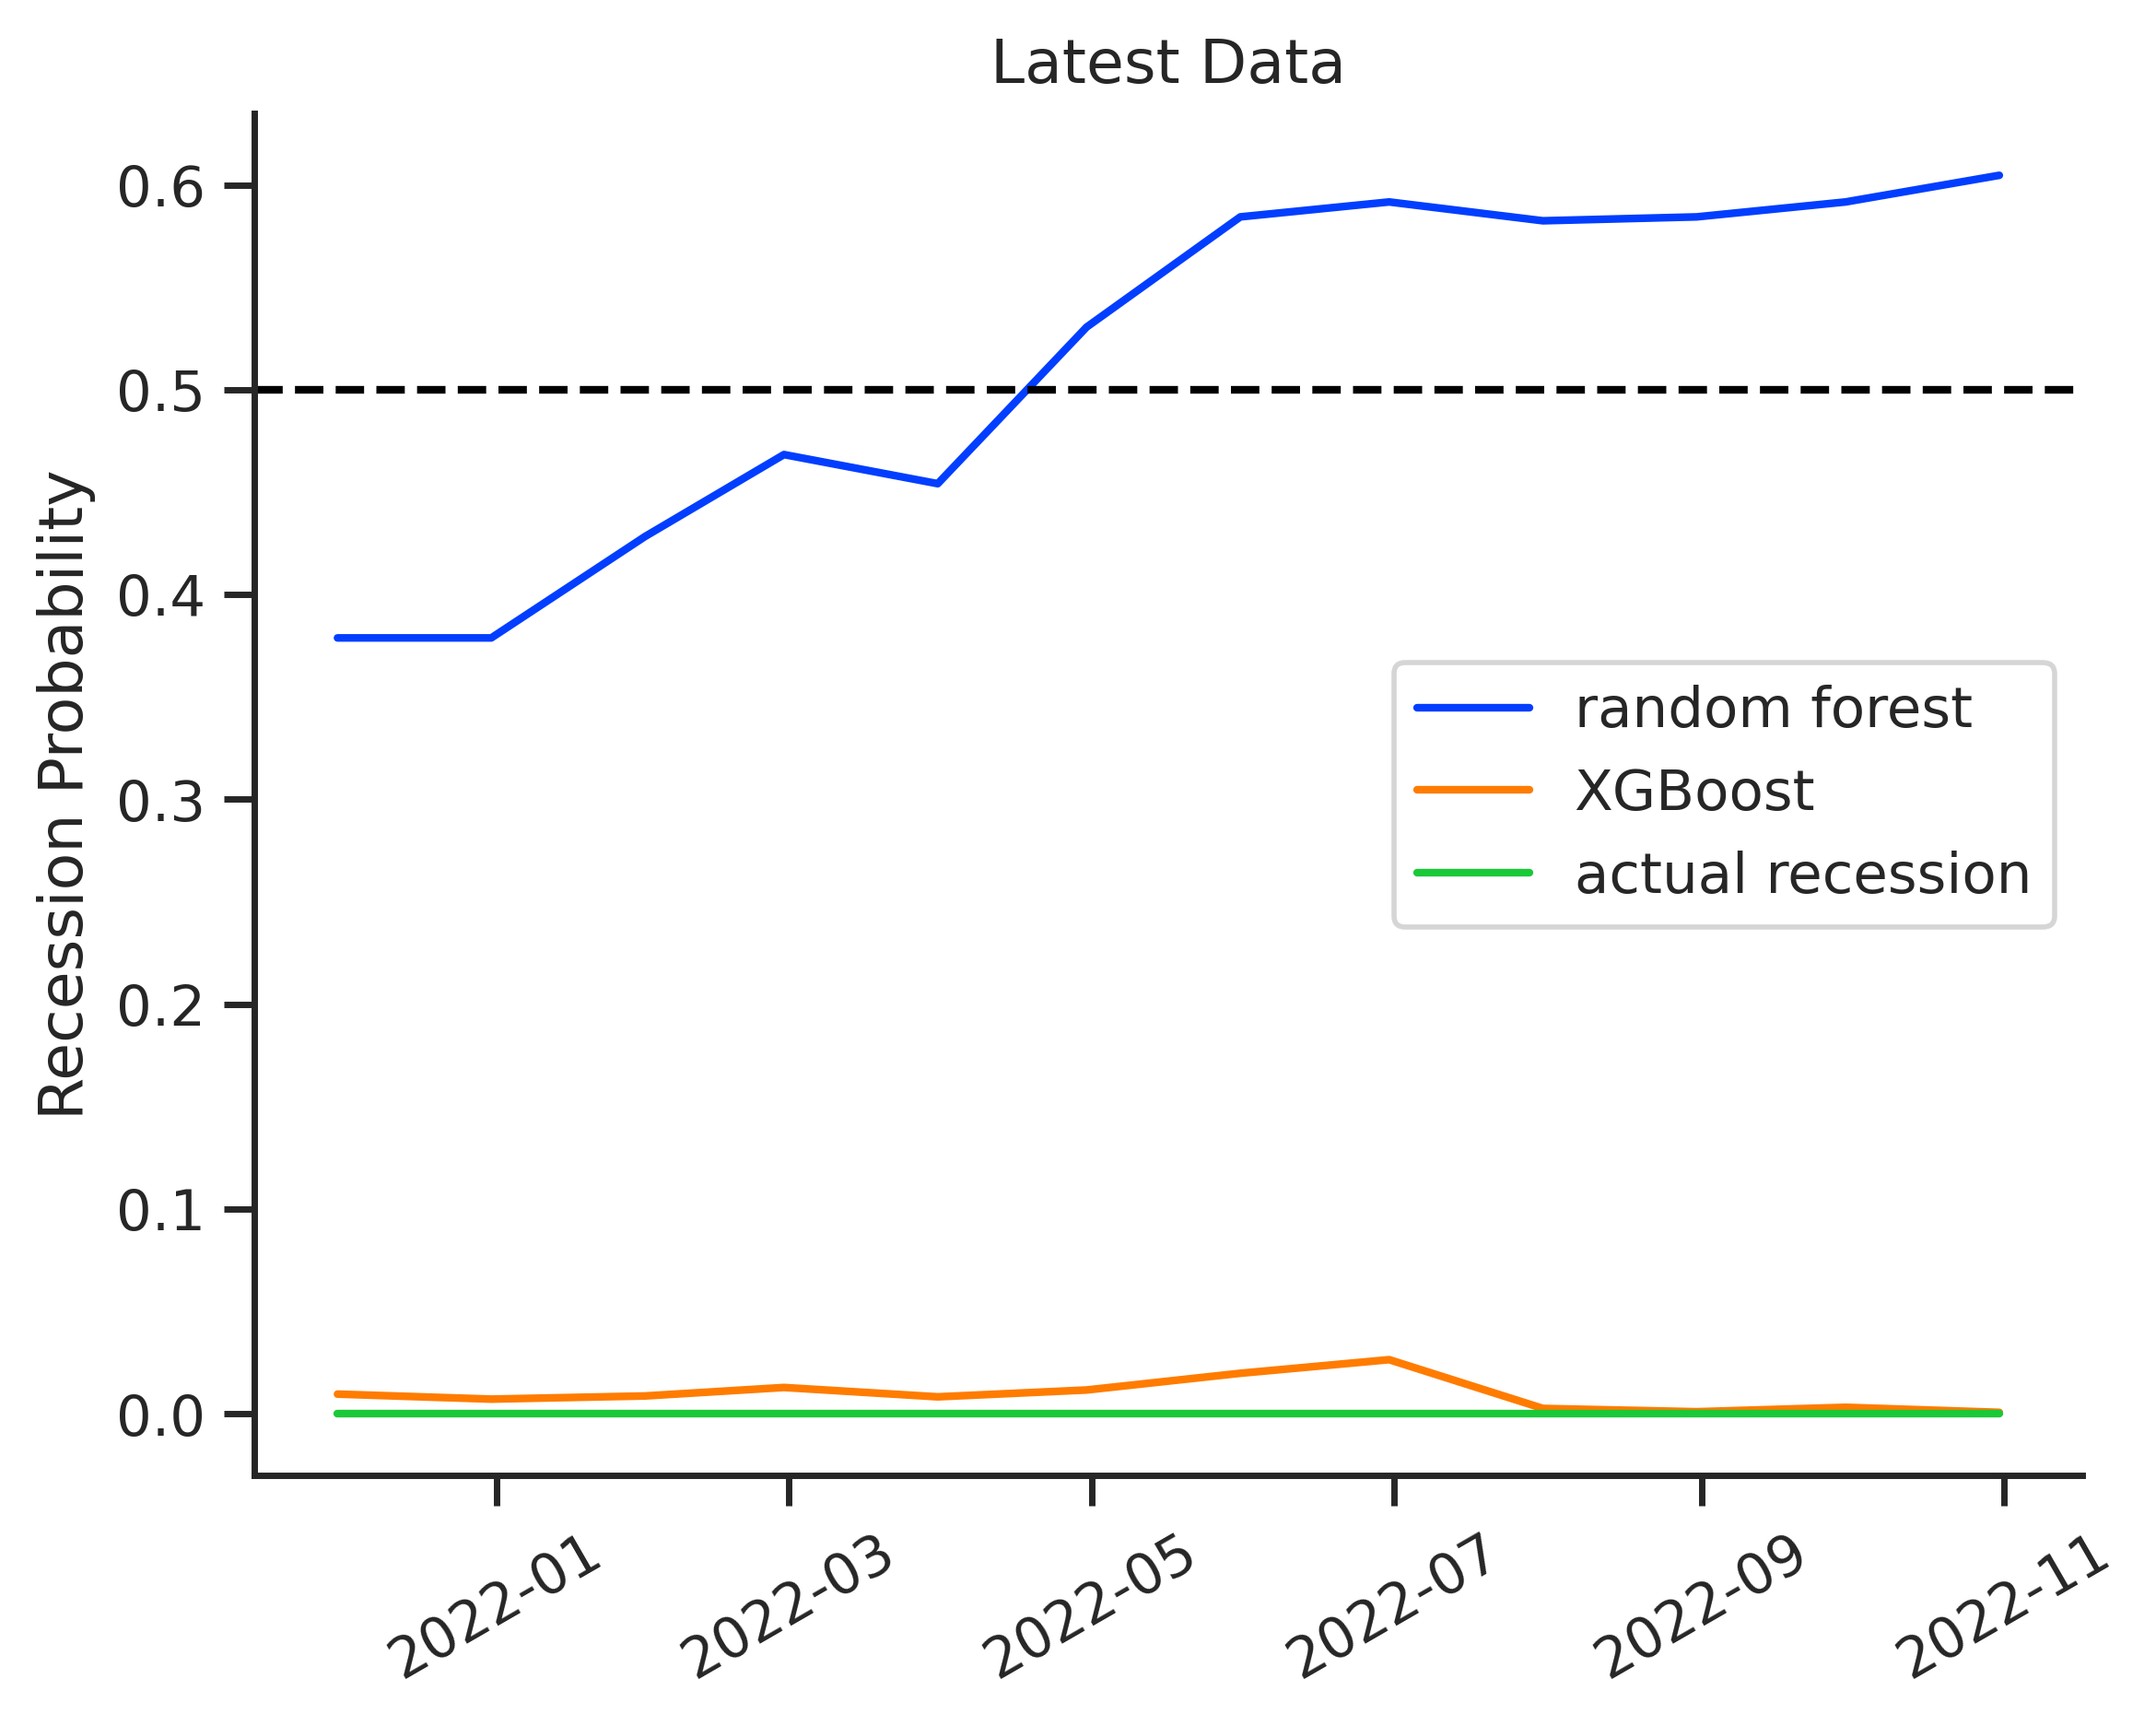 Latest Data
Recession Probability
0.6
0.5
0.4
0.3
0.2
0.1
0.0
random forest
XGBoost
actual recession
2022-01
2022-03
2022-05
2022-07
2022-09
2022-11